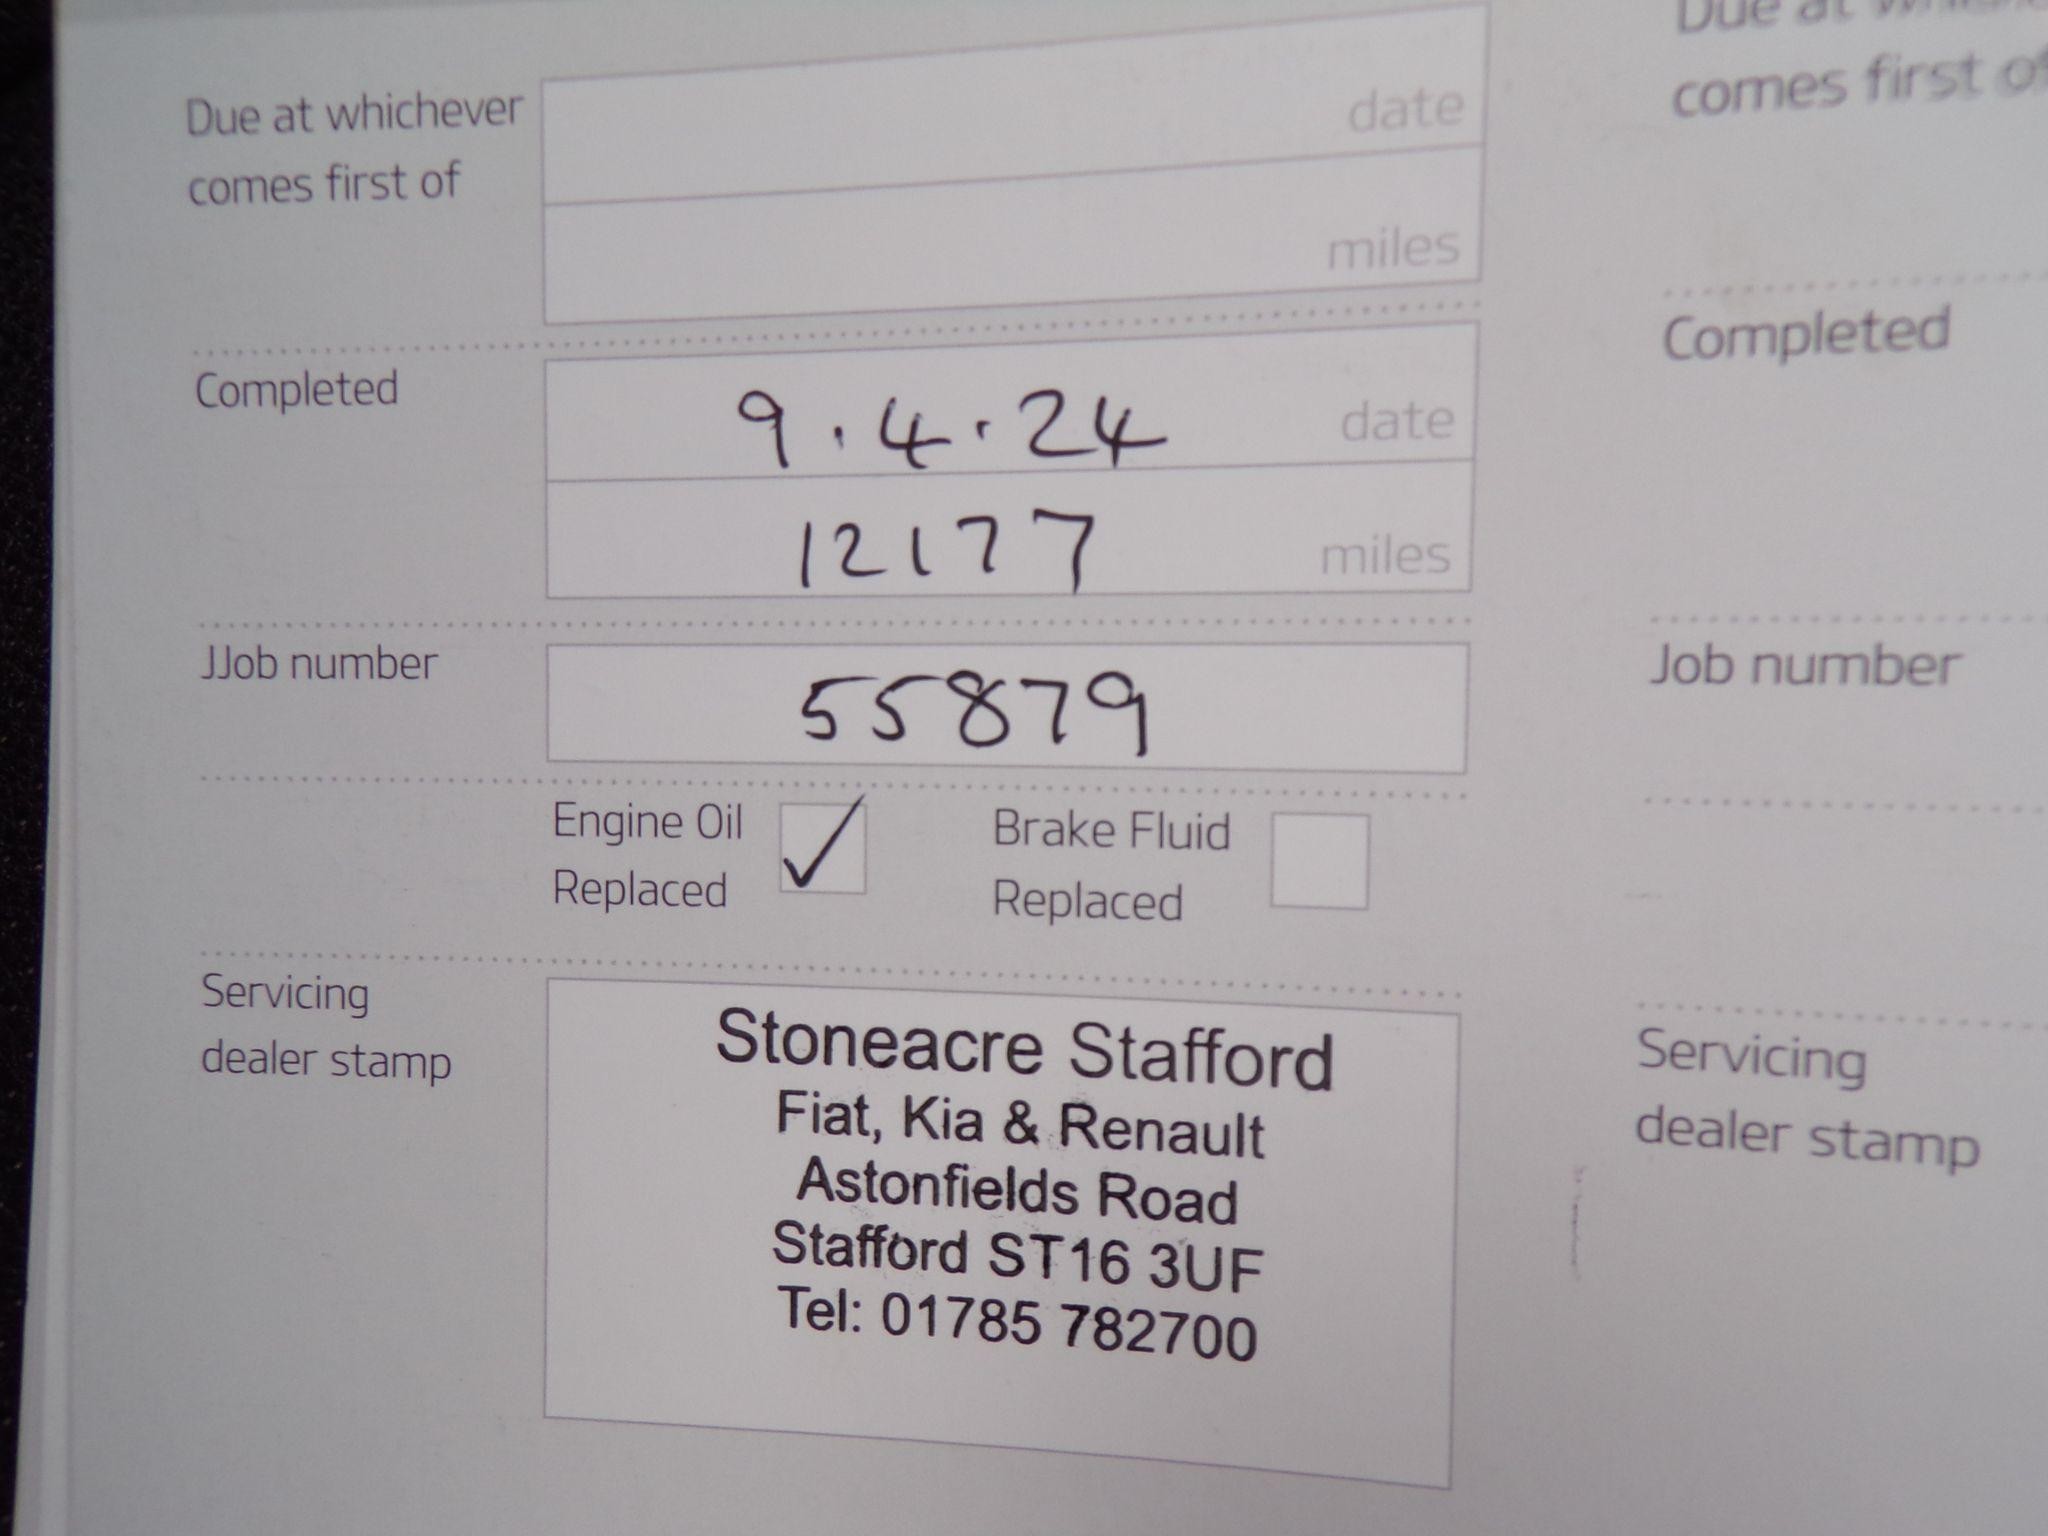 Due at whichever
comes first of
date
miles
Completed
9.4.24 date
12177 miles
JJob number
55879
Engine Oil
Replaced
Brake Fluid
Replaced
Servicing
dealer stamp
Stoneacre Stafford
Fiat, Kia & Renault
Astonfields Road
Stafford ST16 3UF
Tel: 01785 782700
Due at
comes first of
Completed
Job number
Servicing
dealer stamp